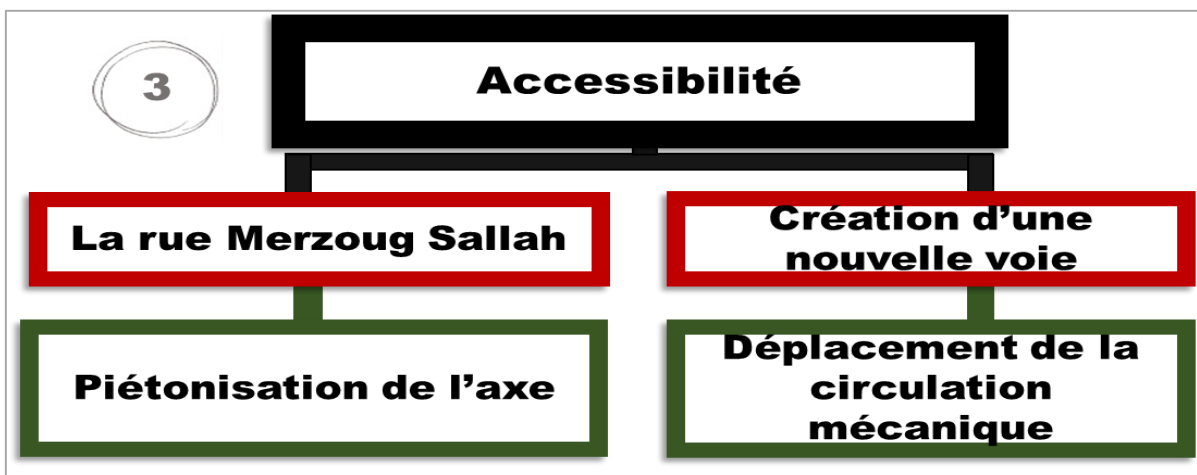 3
Accessibilité
La rue Merzoug Sallah
Création d’une
nouvelle voie
Piétonisation de l’axe
Déplacement de la
circulation
mécanique